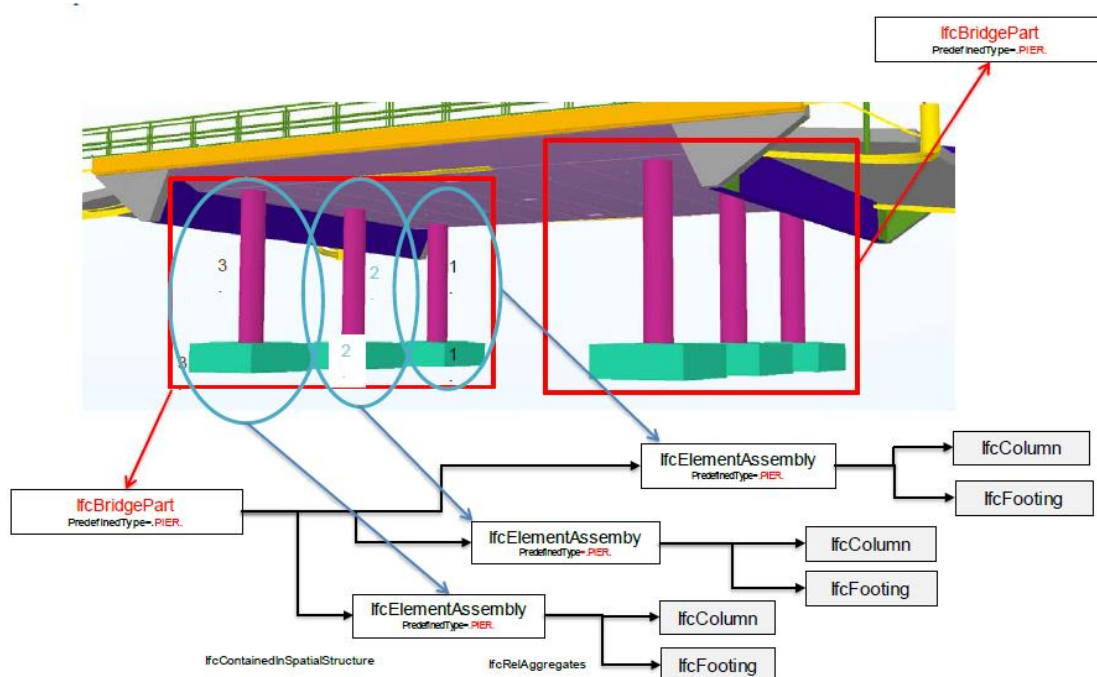 IfcBridgePart
PredefinedType=.PIER.
3
.
2
.
1
.
3
.
2
.
1
.
IfcElementAssembly
PredefinedType=.PIER.
IfcColumn
IfcFooting
IfcBridgePart
PredefinedType=.PIER.
IfcElementAssemby
PredefinedType=.PIER.
IfcColumn
IfcFooting
IfcElementAssembly
PredefinedType=.PIER.
IfcColumn
IfcFooting
IfcContainedInSpatialStructure
IfcRelAggregates